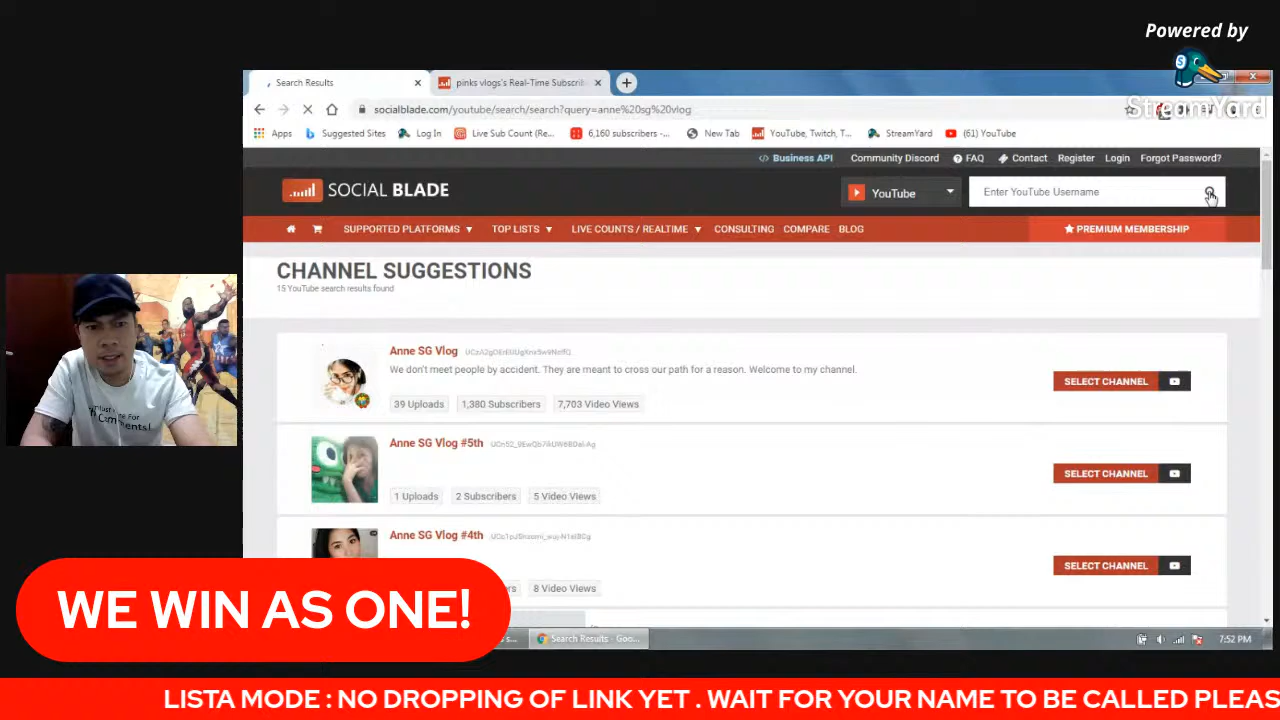 Powered by
StreamYard
Search Results
pinks vlogs's Real-Time Subscrib
socialblade.com/youtube/search/search?query=anne%20sg%20vlog
Apps
Suggested Sites
Log In
Live Sub Count (Re...
6,160 subscribers -...
New Tab
YouTube, Twitch, T...
StreamYard
(61) YouTube
Business API
Community Discord
FAQ
Contact
Register
Login
Forgot Password?
SOCIAL BLADE
YouTube
Enter YouTube Username
SUPPORTED PLATFORMS
TOP LISTS
LIVE COUNTS / REALTIME
CONSULTING
COMPARE
BLOG
PREMIUM MEMBERSHIP
CHANNEL SUGGESTIONS
15 YouTube search results found
Anne SG Vlog
We don't meet people by accident. They are meant to cross our path for a reason. Welcome to my channel.
39 Uploads
1,380 Subscribers
7,703 Video Views
SELECT CHANNEL
Anne SG Vlog #5th
1 Uploads
2 Subscribers
5 Video Views
SELECT CHANNEL
Anne SG Vlog #4th
8 Video Views
SELECT CHANNEL
Search Results - Goo...
7:52 PM
WE WIN AS ONE!
LISTA MODE : NO DROPPING OF LINK YET . WAIT FOR YOUR NAME TO BE CALLED PLEAS